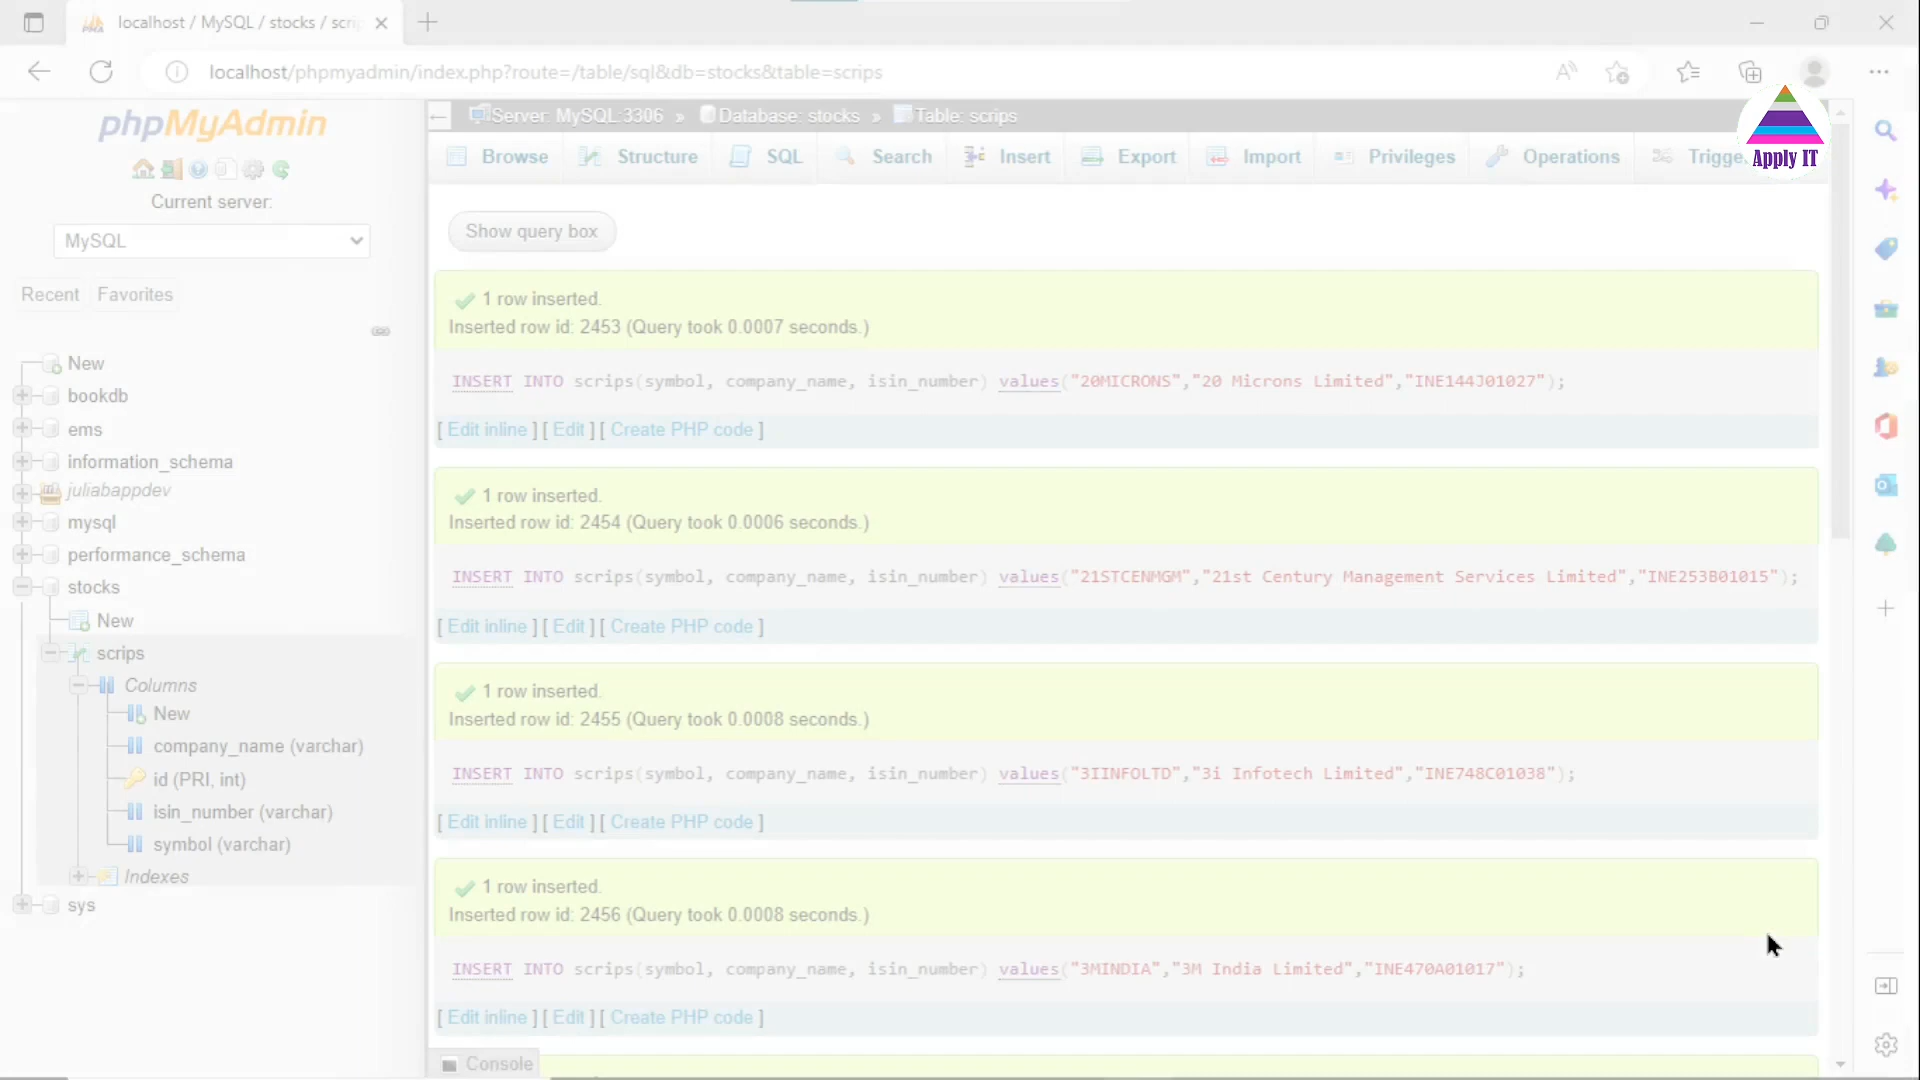 localhost / MySQL / stocks / scrip
localhost/phpmyadmin/index.php?route=/table/sql&db=stocks&table=scrips
phpMyAdmin
Current server:
MySQL
Recent Favorites
New
bookdb
ems
information_schema
juliabappdev
mysql
performance_schema
stocks
New
scrips
Columns
New
company_name (varchar)
id (PRI, int)
isin_number (varchar)
symbol (varchar)
Indexes
sys
Server: MySQL:3306 » Database: stocks » Table: scrips
Browse Structure SQL Search Insert Export Import Privileges Operations Trigge
Apply IT
Show query box
1 row inserted.
Inserted row id: 2453 (Query took 0.0007 seconds.)
INSERT INTO scrips(symbol, company_name, isin_number) values("20MICRONS","20 Microns Limited","INE144J01027");
[ Edit inline ] [ Edit ] [ Create PHP code ]
1 row inserted.
Inserted row id: 2454 (Query took 0.0006 seconds.)
INSERT INTO scrips(symbol, company_name, isin_number) values("21STCENMGM","21st Century Management Services Limited","INE253B01015");
[ Edit inline ] [ Edit ] [ Create PHP code ]
1 row inserted.
Inserted row id: 2455 (Query took 0.0008 seconds.)
INSERT INTO scrips(symbol, company_name, isin_number) values("3IINFOLTD","3i Infotech Limited","INE748C01038");
[ Edit inline ] [ Edit ] [ Create PHP code ]
1 row inserted.
Inserted row id: 2456 (Query took 0.0008 seconds.)
INSERT INTO scrips(symbol, company_name, isin_number) values("3MINDIA","3M India Limited","INE470A01017");
[ Edit inline ] [ Edit ] [ Create PHP code ]
Console